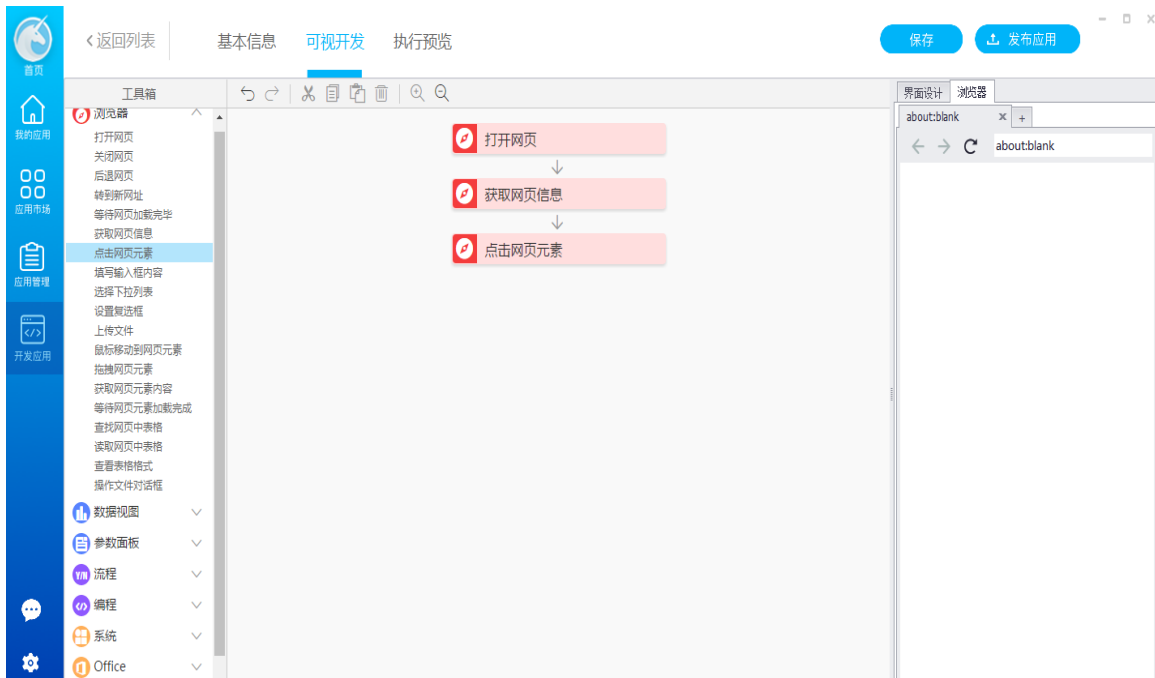 首页
我的应用
应用市场
应用管理
开发应用
返回列表
基本信息
可视开发
执行预览
保存
发布应用
工具箱
浏览器
打开网页
关闭网页
后退网页
转到新网址
等待网页加载完毕
获取网页信息
点击网页元素
填写输入框内容
选择下拉列表
设置复选框
上传文件
鼠标移动到网页元素
拖拽网页元素
获取网页元素内容
等待网页元素加载完成
查找网页中表格
读取网页中表格
查看表格格式
操作文件对话框
数据视图
参数面板
Y/N 流程
编程
系统
Office
打开网页
获取网页信息
点击网页元素
界面设计
浏览器
about:blank
about:blank